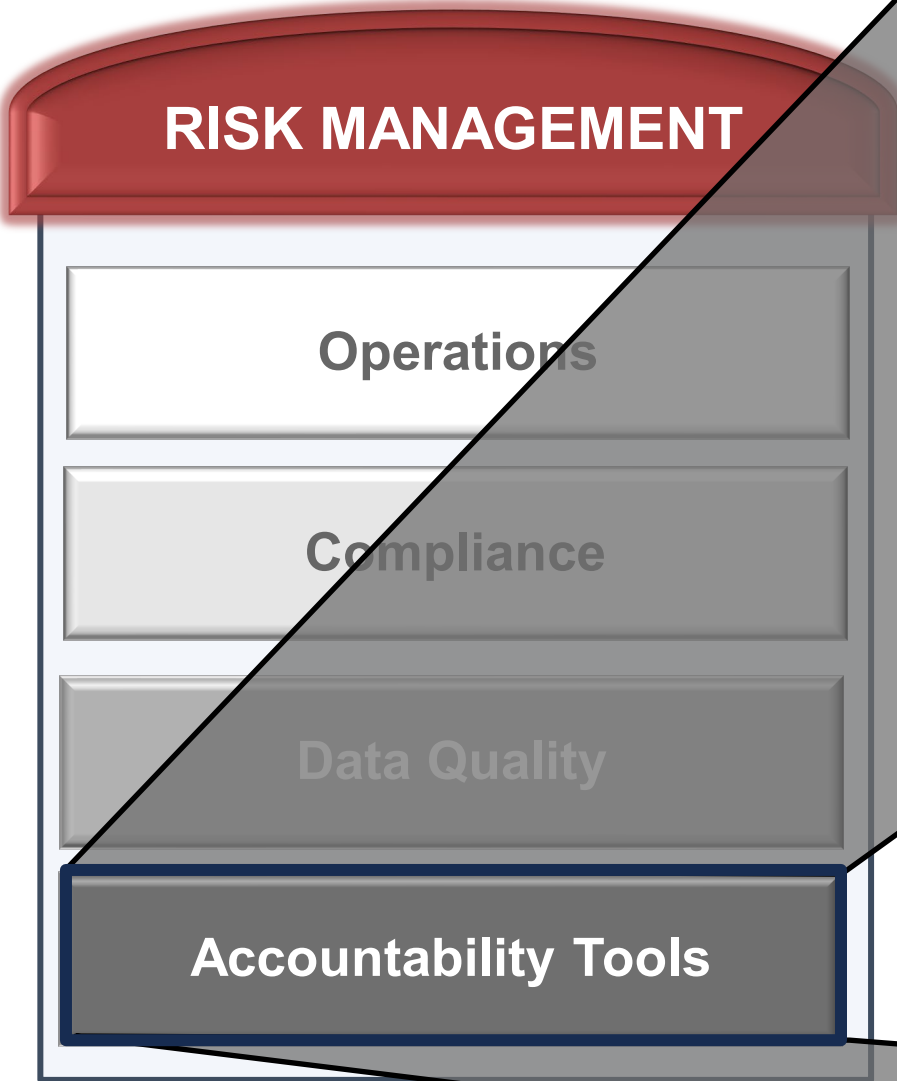 RISK MANAGEMENT
Operations
Compliance
Data Quality
Accountability Tools